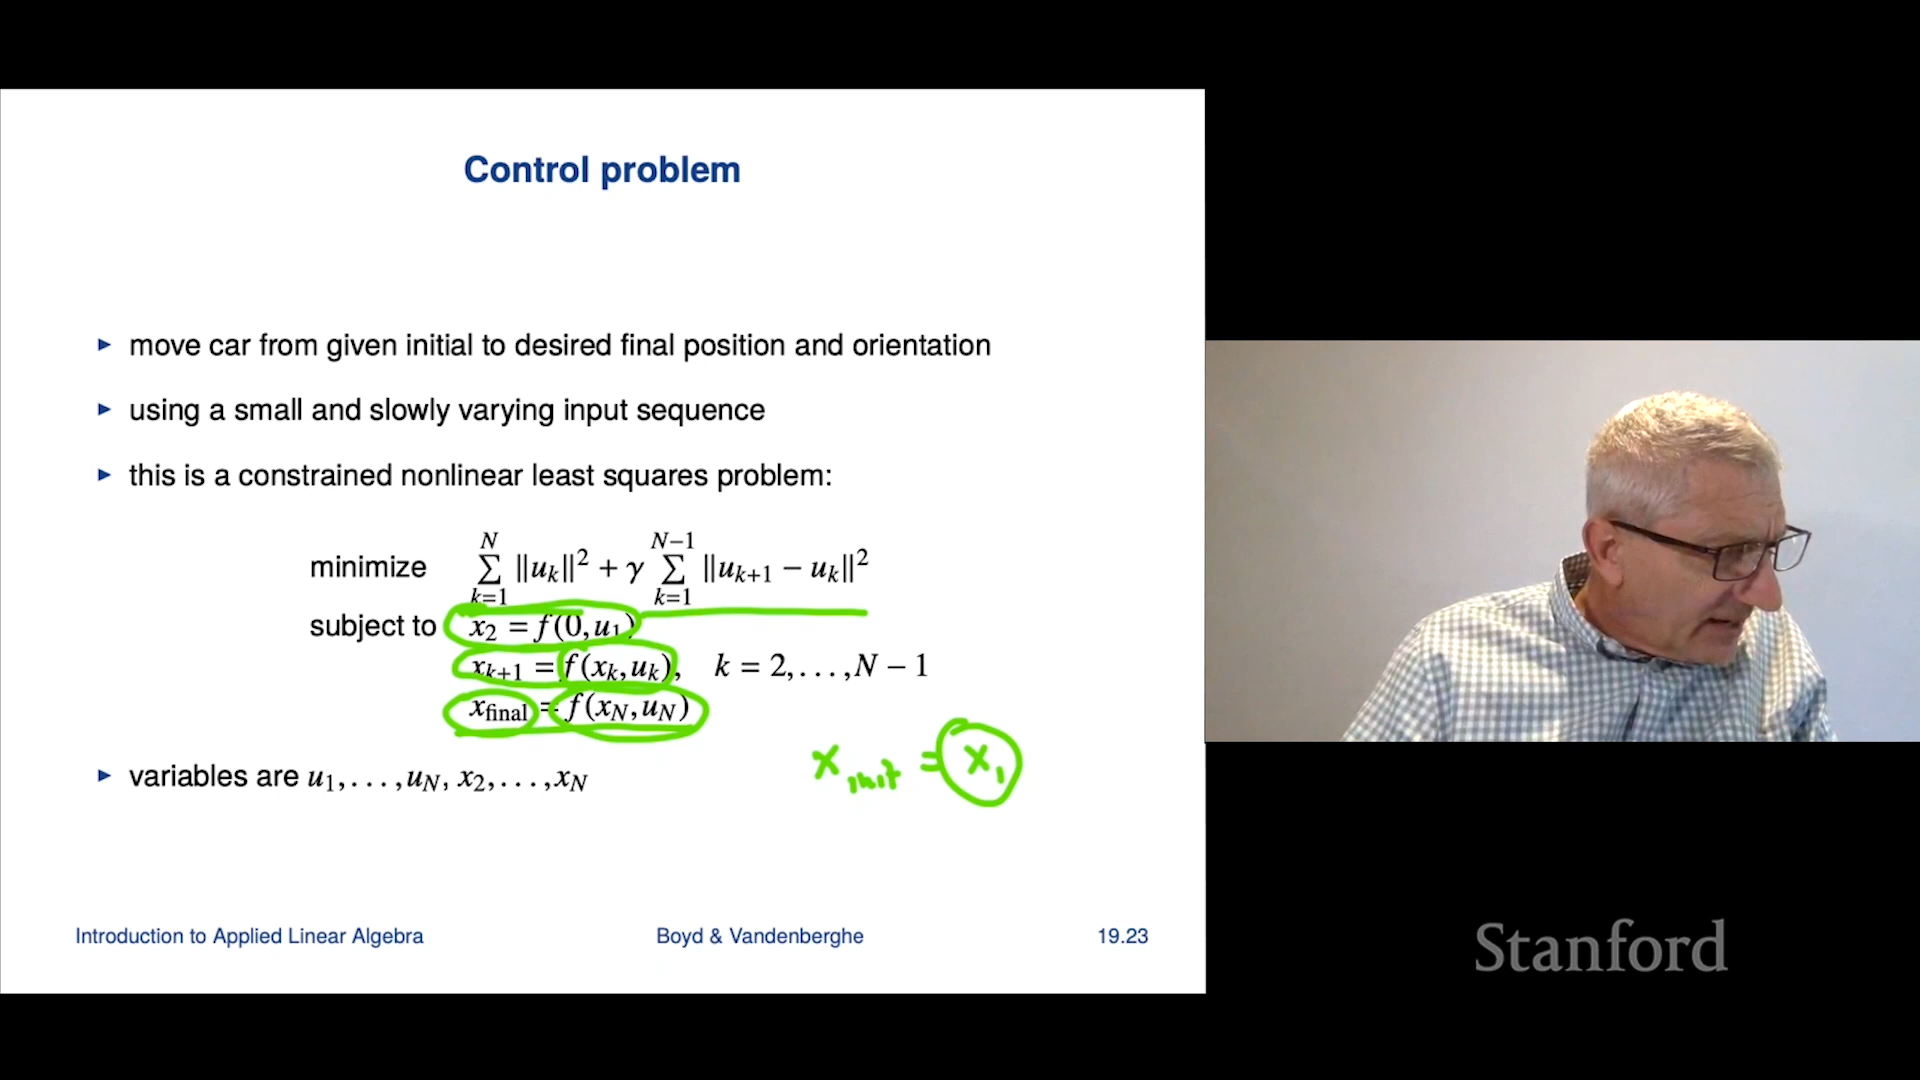 Control problem
▶ move car from given initial to desired final position and orientation
▶ using a small and slowly varying input sequence
▶ this is a constrained nonlinear least squares problem:
minimize ∑_{k=1}^{N} ‖u_k‖² + γ ∑_{k=1}^{N−1} ‖u_{k+1} − u_k‖²
subject to x_2 = f(0, u_1)
x_{k+1} = f(x_k, u_k), k = 2,...,N − 1
x_final = f(x_N, u_N)
x_init = x_1
▶ variables are u_1,...,u_N, x_2,...,x_N
Introduction to Applied Linear Algebra Boyd & Vandenberghe 19.23
Stanford